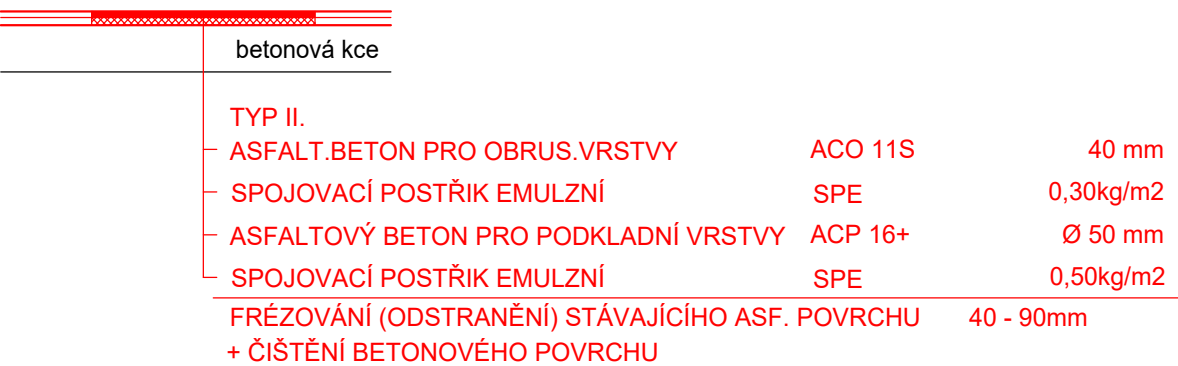 betonová kce
TYP II.
ASFALT.BETON PRO OBRUS.VRSTVY ACO 11S 40 mm
SPOJOVACÍ POSTŘIK EMULZNÍ SPE 0,30kg/m2
ASFALTOVÝ BETON PRO PODKLADNÍ VRSTVY ACP 16+ Ø 50 mm
SPOJOVACÍ POSTŘIK EMULZNÍ SPE 0,50kg/m2
FRÉZOVÁNÍ (ODSTRANĚNÍ) STÁVAJÍCÍHO ASF. POVRCHU 40 - 90mm
+ ČIŠTĚNÍ BETONOVÉHO POVRCHU